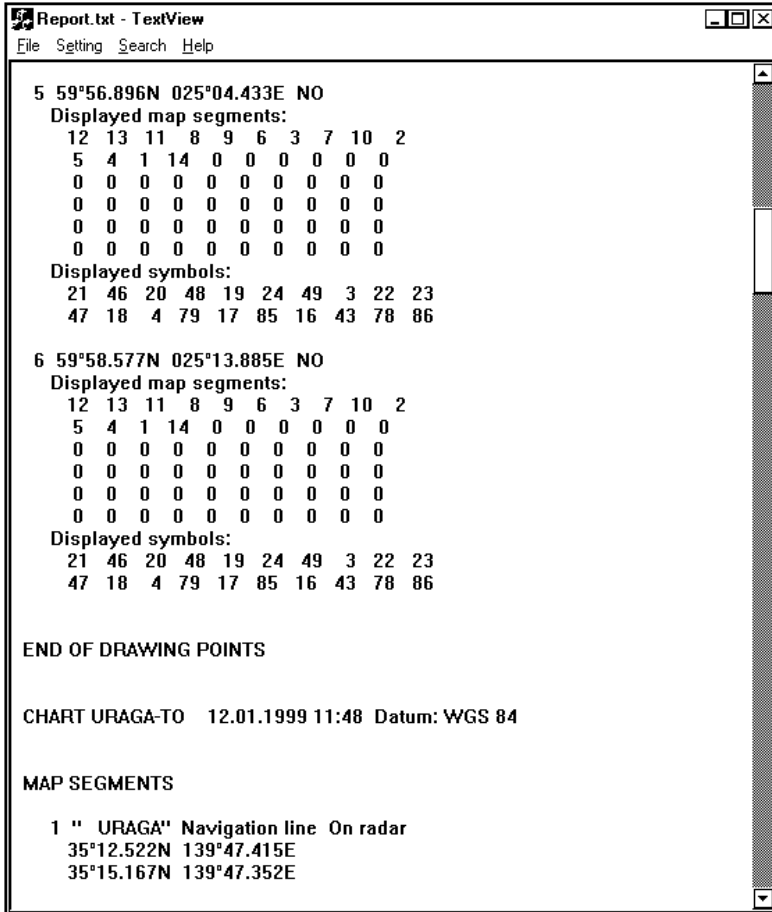 Report.txt - TextView
File Setting Search Help
5 59°56.896N 025°04.433E NO
Displayed map segments:
12 13 11 8 9 6 3 7 10 2
5 4 1 14 0 0 0 0 0 0
0 0 0 0 0 0 0 0 0
0 0 0 0 0 0 0 0 0
0 0 0 0 0 0 0 0 0
0 0 0 0 0 0 0 0 0
Displayed symbols:
21 46 20 48 19 24 49 3 22 23
47 18 4 79 17 85 16 43 78 86
6 59°58.577N 025°13.885E NO
Displayed map segments:
12 13 11 8 9 6 3 7 10 2
5 4 1 14 0 0 0 0 0 0
0 0 0 0 0 0 0 0 0
0 0 0 0 0 0 0 0 0
0 0 0 0 0 0 0 0 0
0 0 0 0 0 0 0 0 0
Displayed symbols:
21 46 20 48 19 24 49 3 22 23
47 18 4 79 17 85 16 43 78 86
END OF DRAWING POINTS
CHART URAGA-TO 12.01.1999 11:48 Datum: WGS 84
MAP SEGMENTS
1 " URAGA" Navigation line On radar
35°12.522N 139°47.415E
35°15.167N 139°47.352E